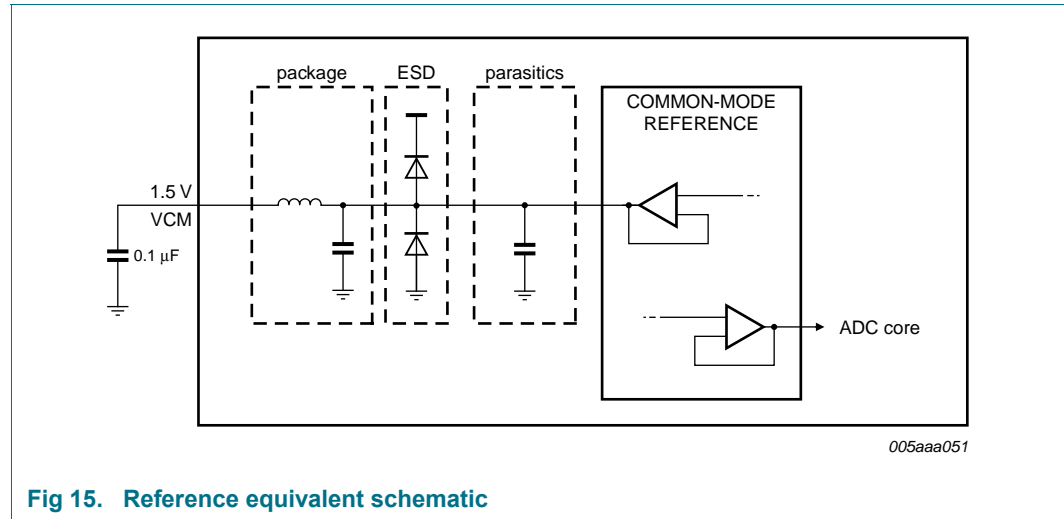 package
ESD
parasitics
COMMON-MODE
REFERENCE
1.5 V
VCM
0.1 μF
ADC core
005aaa051
Fig 15. Reference equivalent schematic